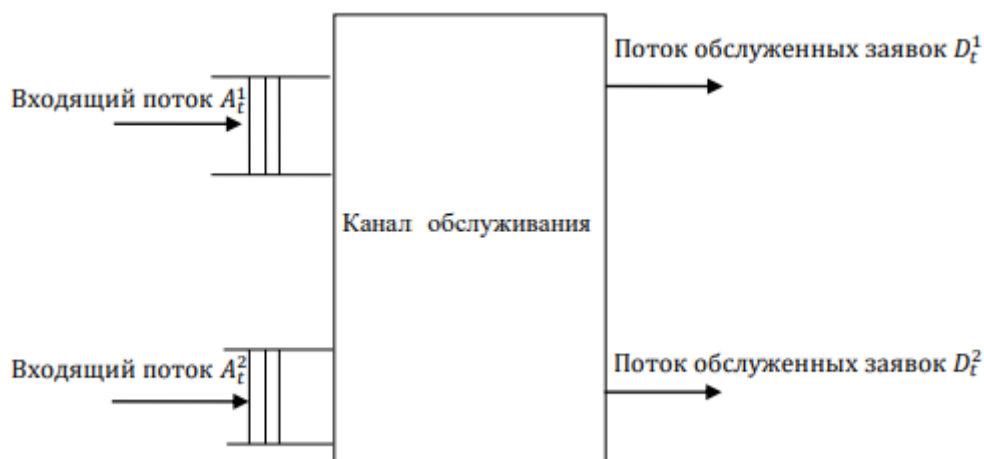 Поток обслуженных заявок $D_t^1$
Входящий поток $A_t^1$
Канал обслуживания
Входящий поток $A_t^2$
Поток обслуженных заявок $D_t^2$